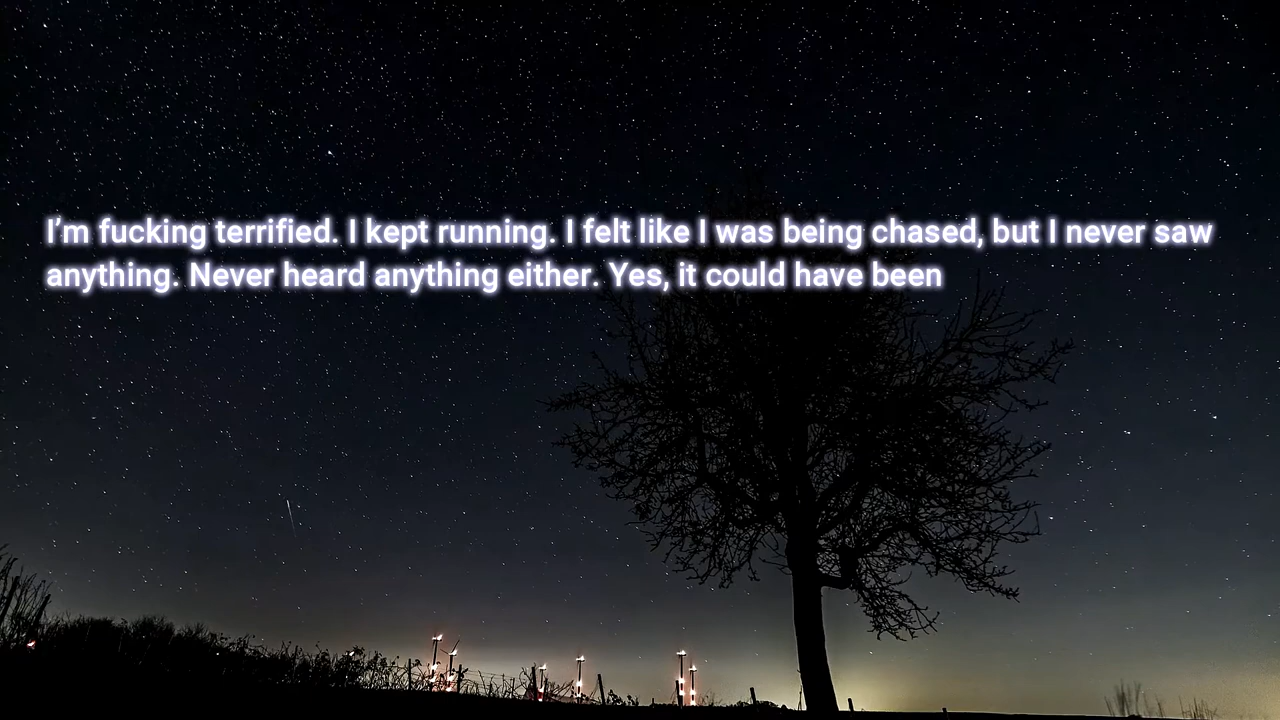 I’m fucking terrified. I kept running. I felt like I was being chased, but I never saw
anything. Never heard anything either. Yes, it could have been